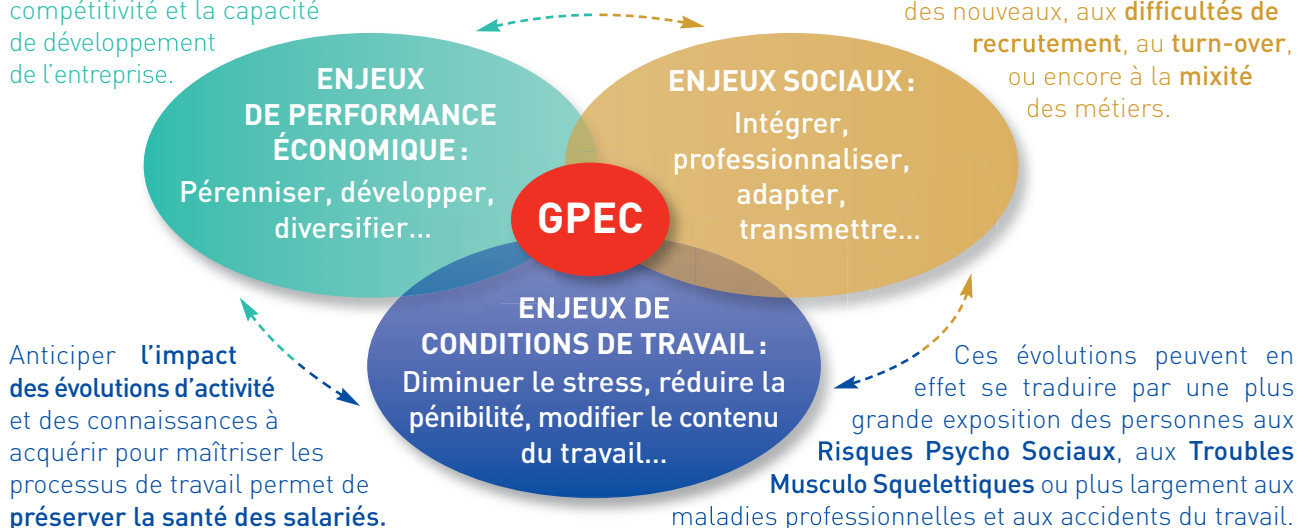 compétitivité et la capacité
de développement
de l'entreprise.
des nouveaux, aux difficultés de
recrutement, au turn-over,
ou encore à la mixité
des métiers.
ENJEUX
DE PERFORMANCE
ÉCONOMIQUE :
Pérenniser, développer,
diversifier...
ENJEUX SOCIAUX :
Intégrer,
professionnaliser,
adapter,
transmettre...
GPEC
ENJEUX DE
CONDITIONS DE TRAVAIL :
Diminuer le stress, réduire la
pénibilité, modifier le contenu
du travail...
Anticiper l'impact
des évolutions d'activité
et des connaissances à
acquérir pour maîtriser les
processus de travail permet de
préserver la santé des salariés.
Ces évolutions peuvent en
effet se traduire par une plus
grande exposition des personnes aux
Risques Psycho Sociaux, aux Troubles
Musculo Squelettiques ou plus largement aux
maladies professionnelles et aux accidents du travail.